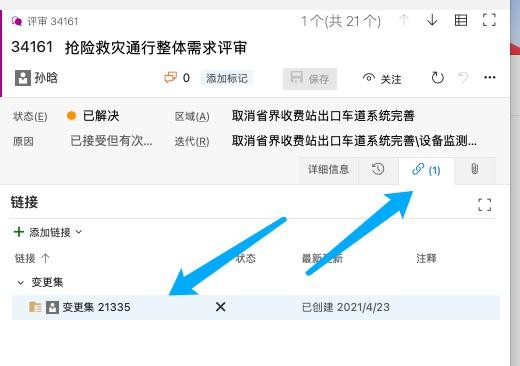 评审 34161
1个(共 21个)
34161 抢险救灾通行整体需求评审
孙晗
0 添加标记
保存
关注
状态(E) 已解决
区域(A) 取消省界收费站出口车道系统完善
原因 已接受但有次...
迭代(R) 取消省界收费站出口车道系统完善\设备监测...
详细信息
(1)
链接
添加链接
链接 状态 最新更新 注释
变更集
变更集 21335 已创建 2021/4/23